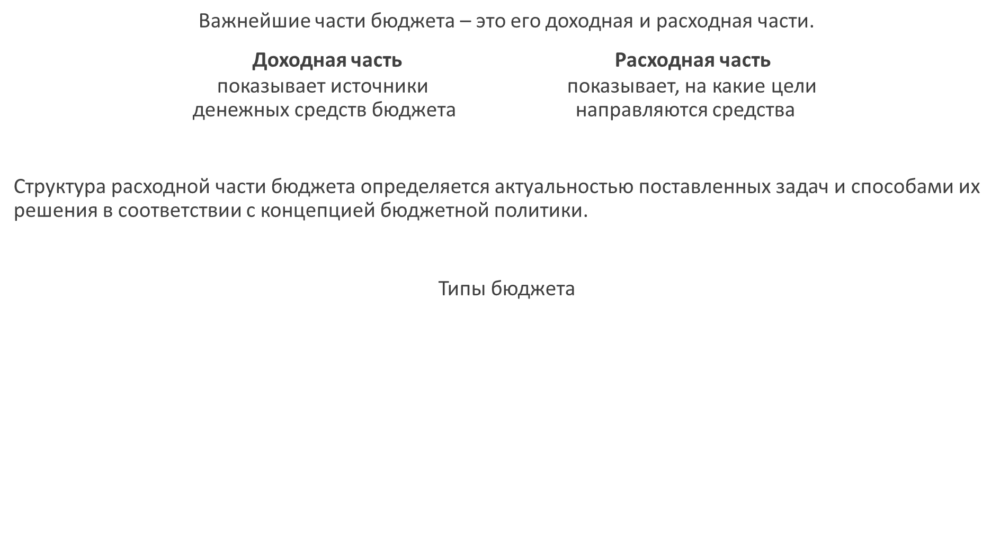 Важнейшие части бюджета – это его доходная и расходная части.
Доходная часть
показывает источники
денежных средств бюджета
Расходная часть
показывает, на какие цели
направляются средства
Структура расходной части бюджета определяется актуальностью поставленных задач и способами их
решения в соответствии с концепцией бюджетной политики.
Типы бюджета